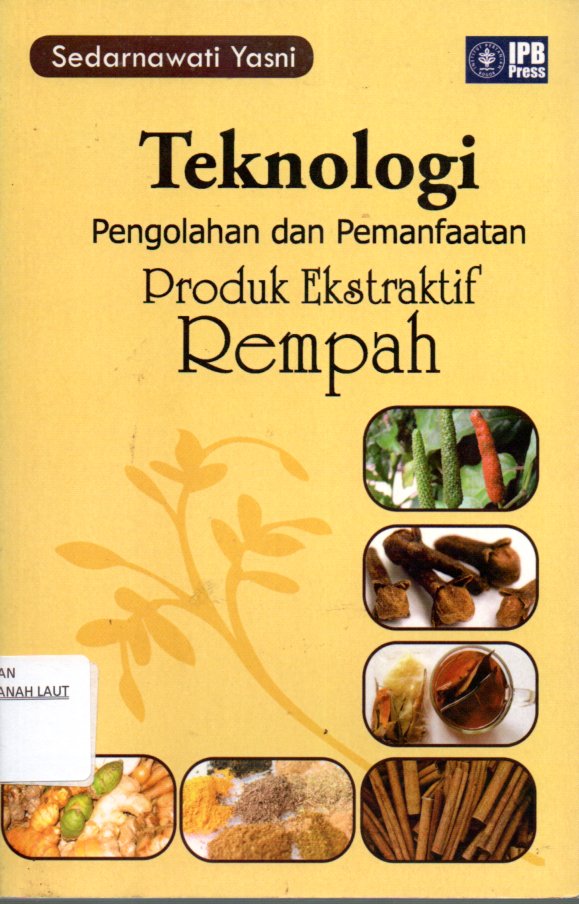 Sedarnawati Yasni
IPB
Press
Teknologi
Pengolahan dan Pemanfaatan
Produk Ekstraktif
Rempah
AN
ANAH LAUT